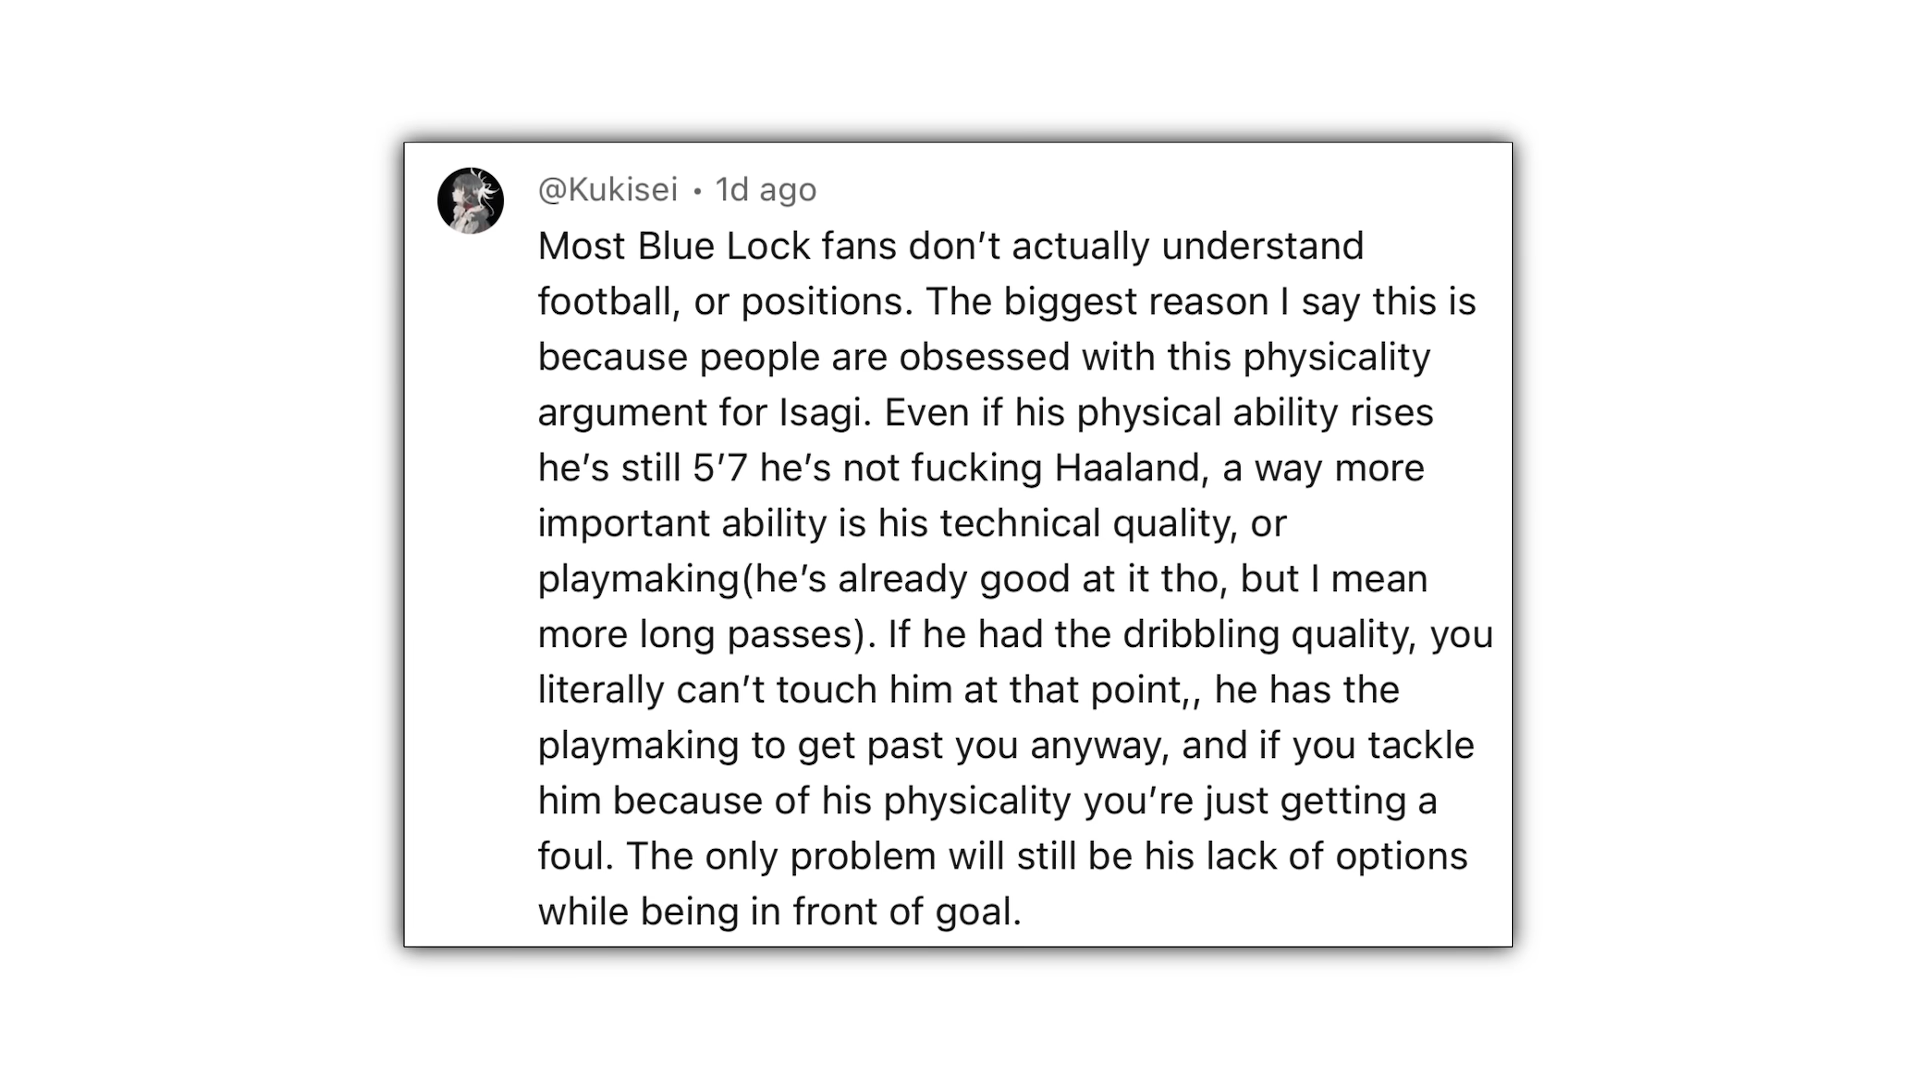 @Kukisei • 1d ago
Most Blue Lock fans don’t actually understand
football, or positions. The biggest reason I say this is
because people are obsessed with this physicality
argument for Isagi. Even if his physical ability rises
he’s still 5’7 he’s not fucking Haaland, a way more
important ability is his technical quality, or
playmaking(he’s already good at it tho, but I mean
more long passes). If he had the dribbling quality, you
literally can’t touch him at that point,, he has the
playmaking to get past you anyway, and if you tackle
him because of his physicality you’re just getting a
foul. The only problem will still be his lack of options
while being in front of goal.